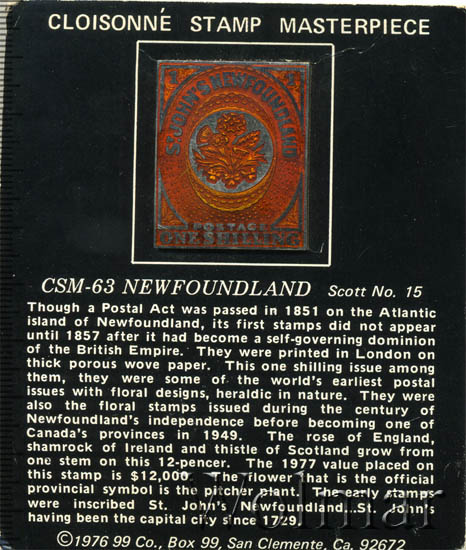 CLOISONNÉ STAMP MASTERPIECE
ST. JOHN'S NEWFOUNDLAND
POSTAGE
ONE SHILLING
CSM-63 NEWFOUNDLAND Scott No. 15
Though a Postal Act was passed in 1851 on the Atlantic
island of Newfoundland, its first stamps did not appear
until 1857 after it had become a self-governing dominion
of the British Empire. They were printed in London on
thick porous wove paper. This one shilling issue among
them, they were some of the world's earliest postal
issues with floral designs, heraldic in nature. They were
also the floral stamps issued during the century of
Newfoundland's independence before becoming one of
Canada's provinces in 1949. The rose of England,
shamrock of Ireland and thistle of Scotland grow from
one stem on this 12-pencer. The 1977 value placed on
this stamp is $12,000. The flower that is the official
provincial symbol is the pitcher plant. The early stamps
were inscribed St. John's Newfoundland. St. John's
having been the capital city since 1729.
©1976 99 Co., Box 99, San Clemente, Ca. 92672
Volmar